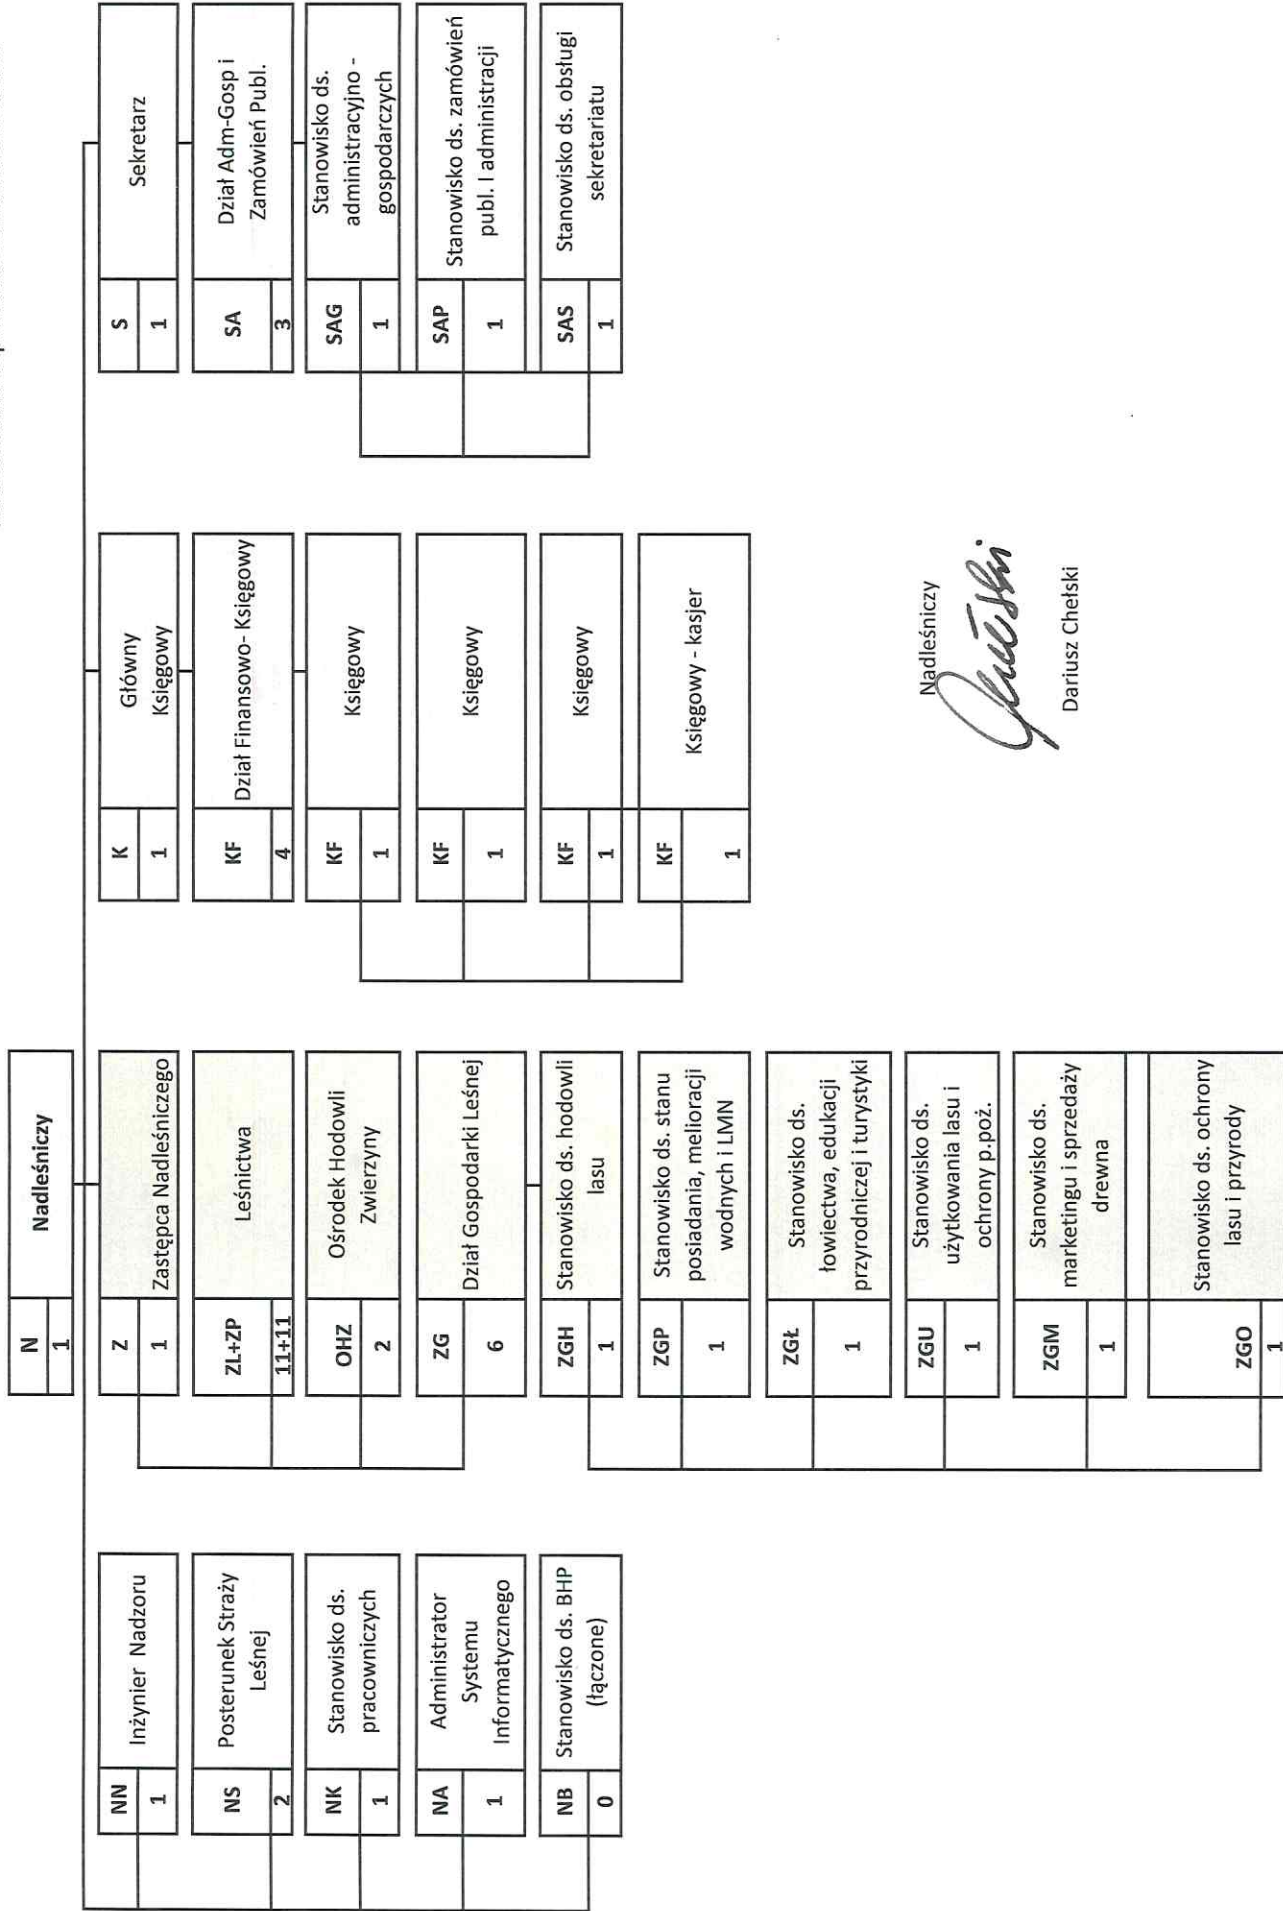 N
1
Nadleśniczy
NN
1
Inżynier Nadzoru
NS
2
Posterunek Straży
Leśnej
NK
1
Stanowisko ds.
pracowniczych
NA
1
Administrator
Systemu
Informatycznego
NB
0
Stanowisko ds. BHP
(łączone)
Z
1
Zastępca Nadleśniczego
ZL+ZP
11+11
Leśnictwa
OHZ
2
Ośrodek Hodowli
Zwierzyny
ZG
6
Dział Gospodarki Leśnej
ZGH
1
Stanowisko ds. hodowli
lasu
ZGP
1
Stanowisko ds. stanu
posiadania, melioracji
wodnych i LMN
ZGŁ
1
Stanowisko ds.
łowiectwa, edukacji
przyrodniczej i turystyki
ZGU
1
Stanowisko ds.
użytkowania lasu i
ochrony p.poż.
ZGM
1
Stanowisko ds.
marketingu i sprzedaży
drewna
ZGO
1
Stanowisko ds. ochrony
lasu i przyrody
K
1
Główny
Księgowy
KF
4
Dział Finansowo- Księgowy
KF
1
Księgowy
KF
1
Księgowy
KF
1
Księgowy
KF
1
Księgowy - kasjer
S
1
Sekretarz
SA
3
Dział Adm-Gosp i
Zamówień Publ.
SAG
1
Stanowisko ds.
administracyjno -
gospodarczych
SAP
1
Stanowisko ds. zamówień
publ. I administracji
SAS
1
Stanowisko ds. obsługi
sekretariatu
Nadleśniczy
Dariusz Chełski